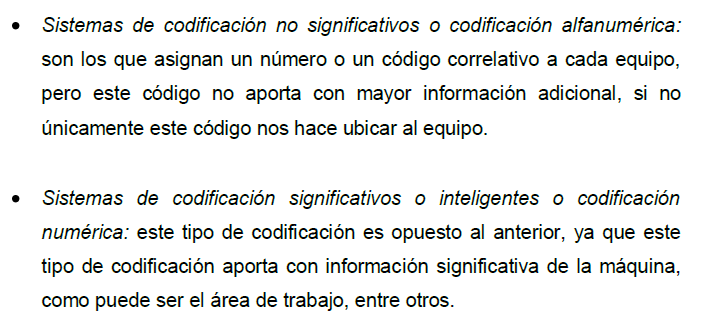 • Sistemas de codificación no significativos o codificación alfanumérica:
son los que asignan un número o un código correlativo a cada equipo,
pero este código no aporta con mayor información adicional, si no
únicamente este código nos hace ubicar al equipo.
• Sistemas de codificación significativos o inteligentes o codificación
numérica: este tipo de codificación es opuesto al anterior, ya que este
tipo de codificación aporta con información significativa de la máquina,
como puede ser el área de trabajo, entre otros.